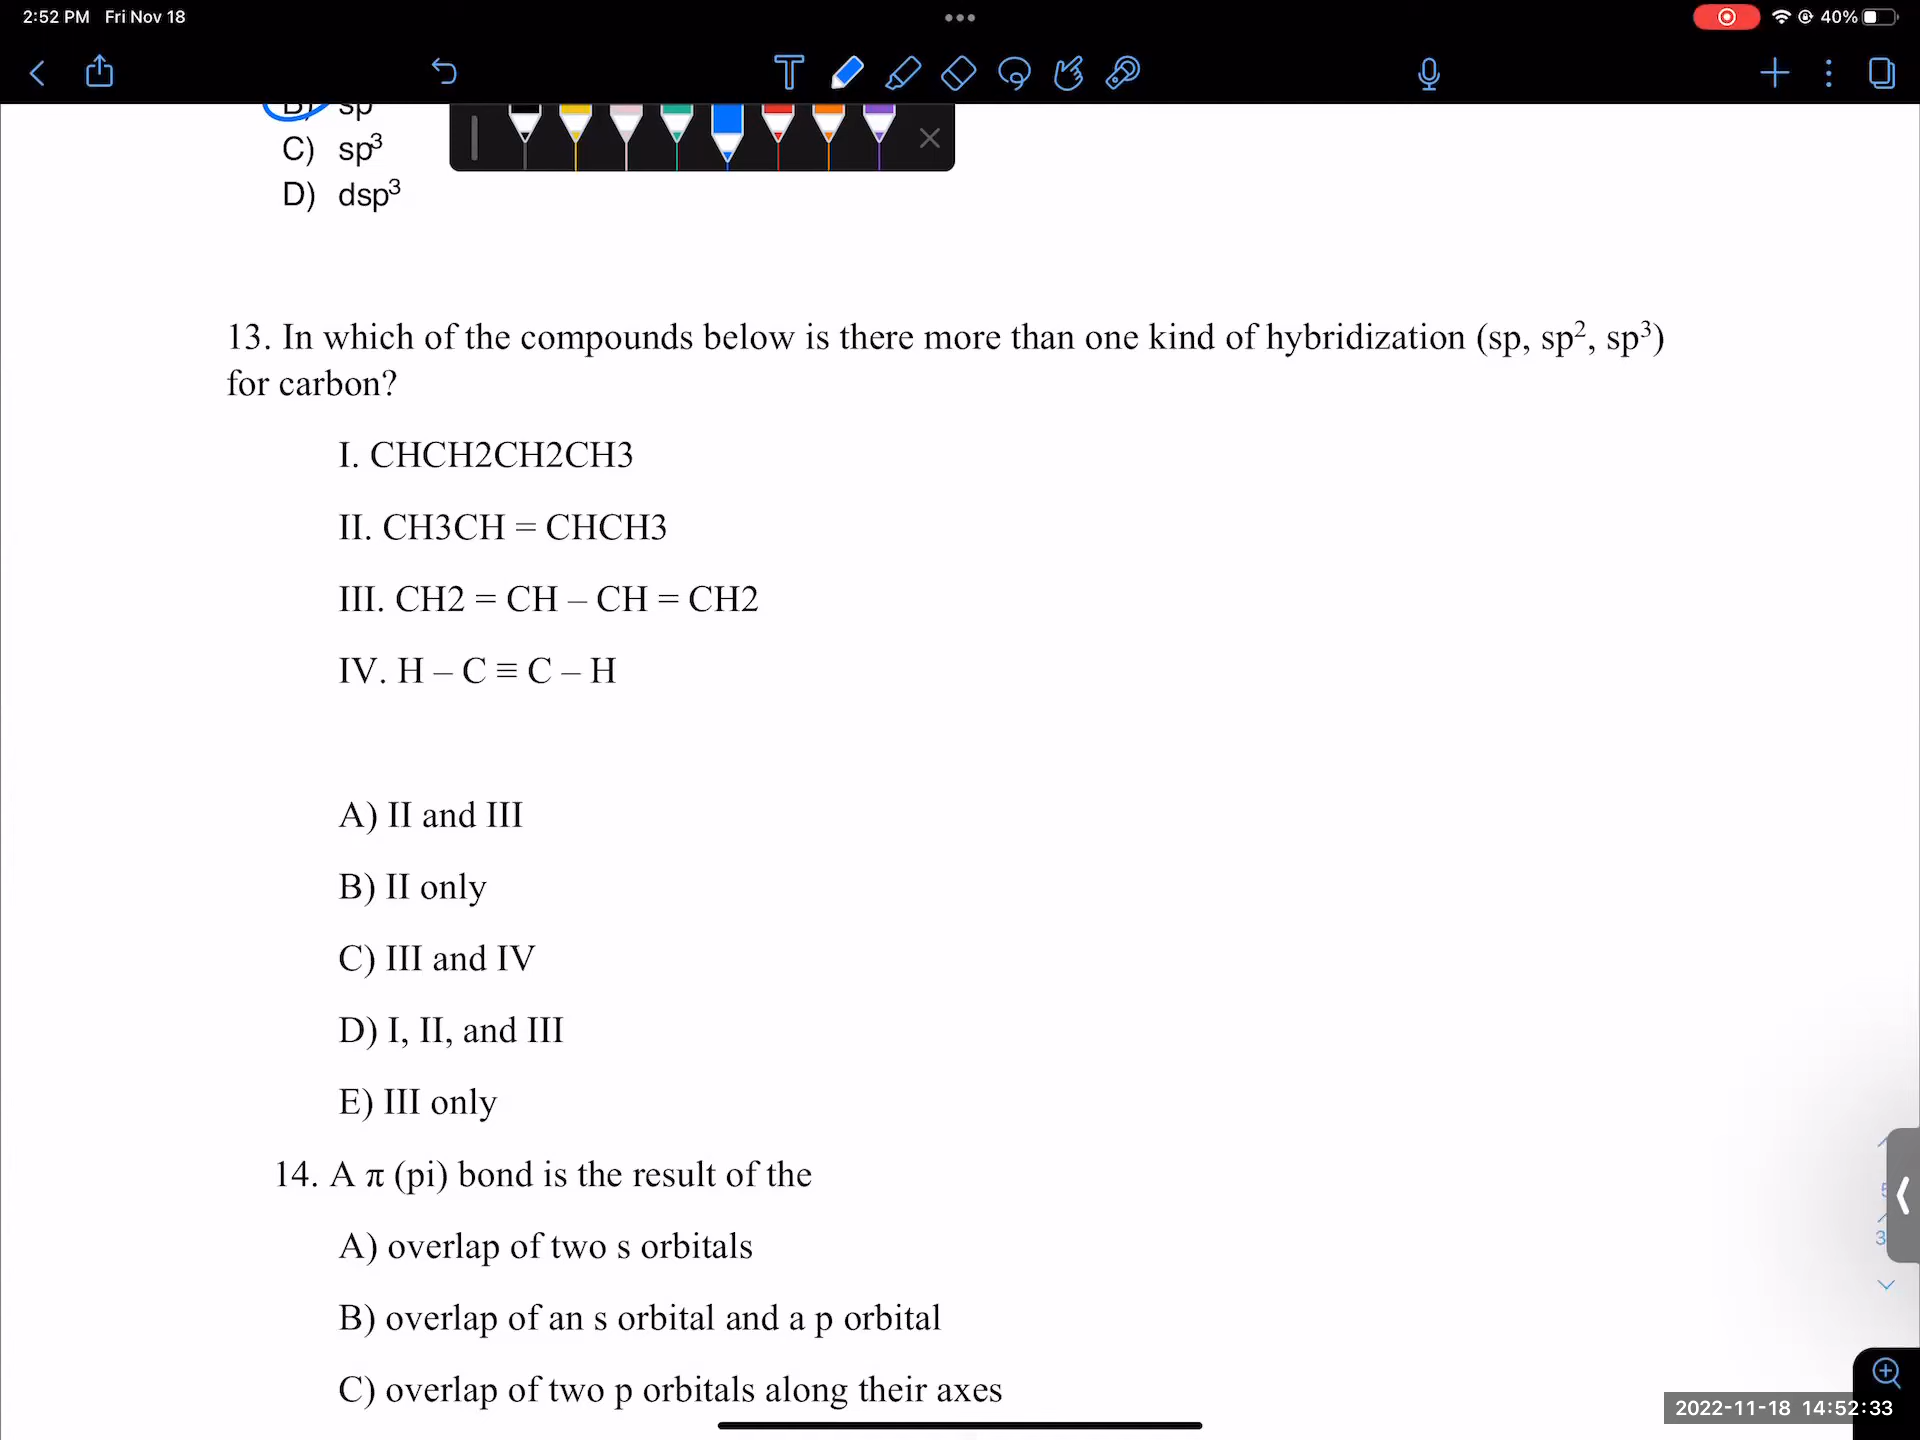 2:52 PM Fri Nov 18
40%
B) sp
C) sp³
D) dsp³
13. In which of the compounds below is there more than one kind of hybridization (sp, sp², sp³)
for carbon?
I. CHCH2CH2CH3
II. CH3CH = CHCH3
III. CH2 = CH – CH = CH2
IV. H – C ≡ C – H
A) II and III
B) II only
C) III and IV
D) I, II, and III
E) III only
14. A π (pi) bond is the result of the
A) overlap of two s orbitals
B) overlap of an s orbital and a p orbital
C) overlap of two p orbitals along their axes
3
2022-11-18 14:52:33